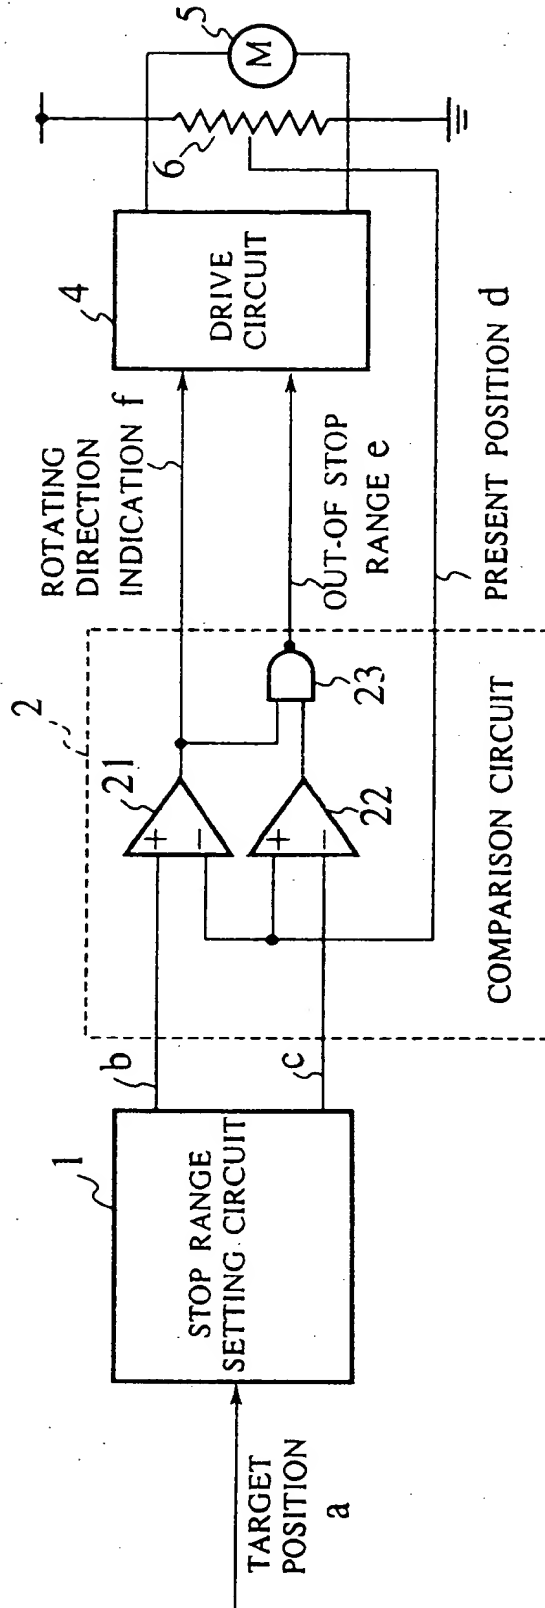 TARGET
POSITION
a
1
STOP RANGE
SETTING CIRCUIT
b
c
2
21
+
−
22
+
−
23
COMPARISON CIRCUIT
ROTATING
DIRECTION
INDICATION f
OUT-OF STOP
RANGE e
PRESENT POSITION d
4
DRIVE
CIRCUIT
5
M
6